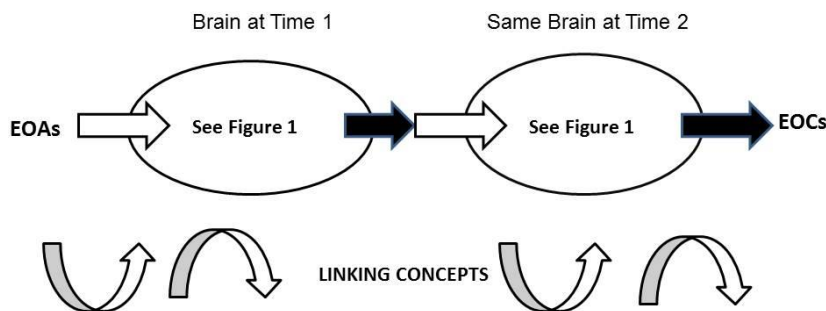 Brain at Time 1
Same Brain at Time 2
EOAs
See Figure 1
See Figure 1
EOCs
LINKING CONCEPTS